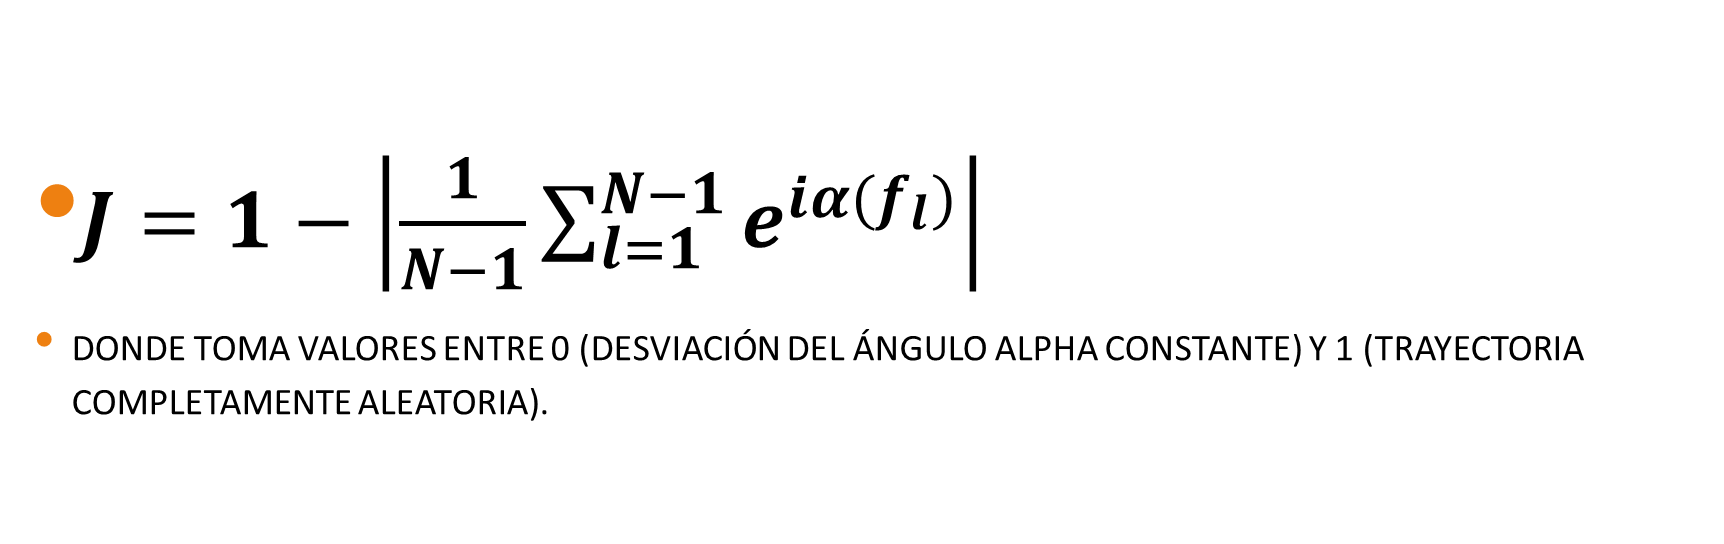 • J = 1 − |1/(N−1) ∑_{l=1}^{N−1} e^{iα(f_l)}|
• DONDE TOMA VALORES ENTRE 0 (DESVIACIÓN DEL ÁNGULO ALPHA CONSTANTE) Y 1 (TRAYECTORIA
COMPLETAMENTE ALEATORIA).